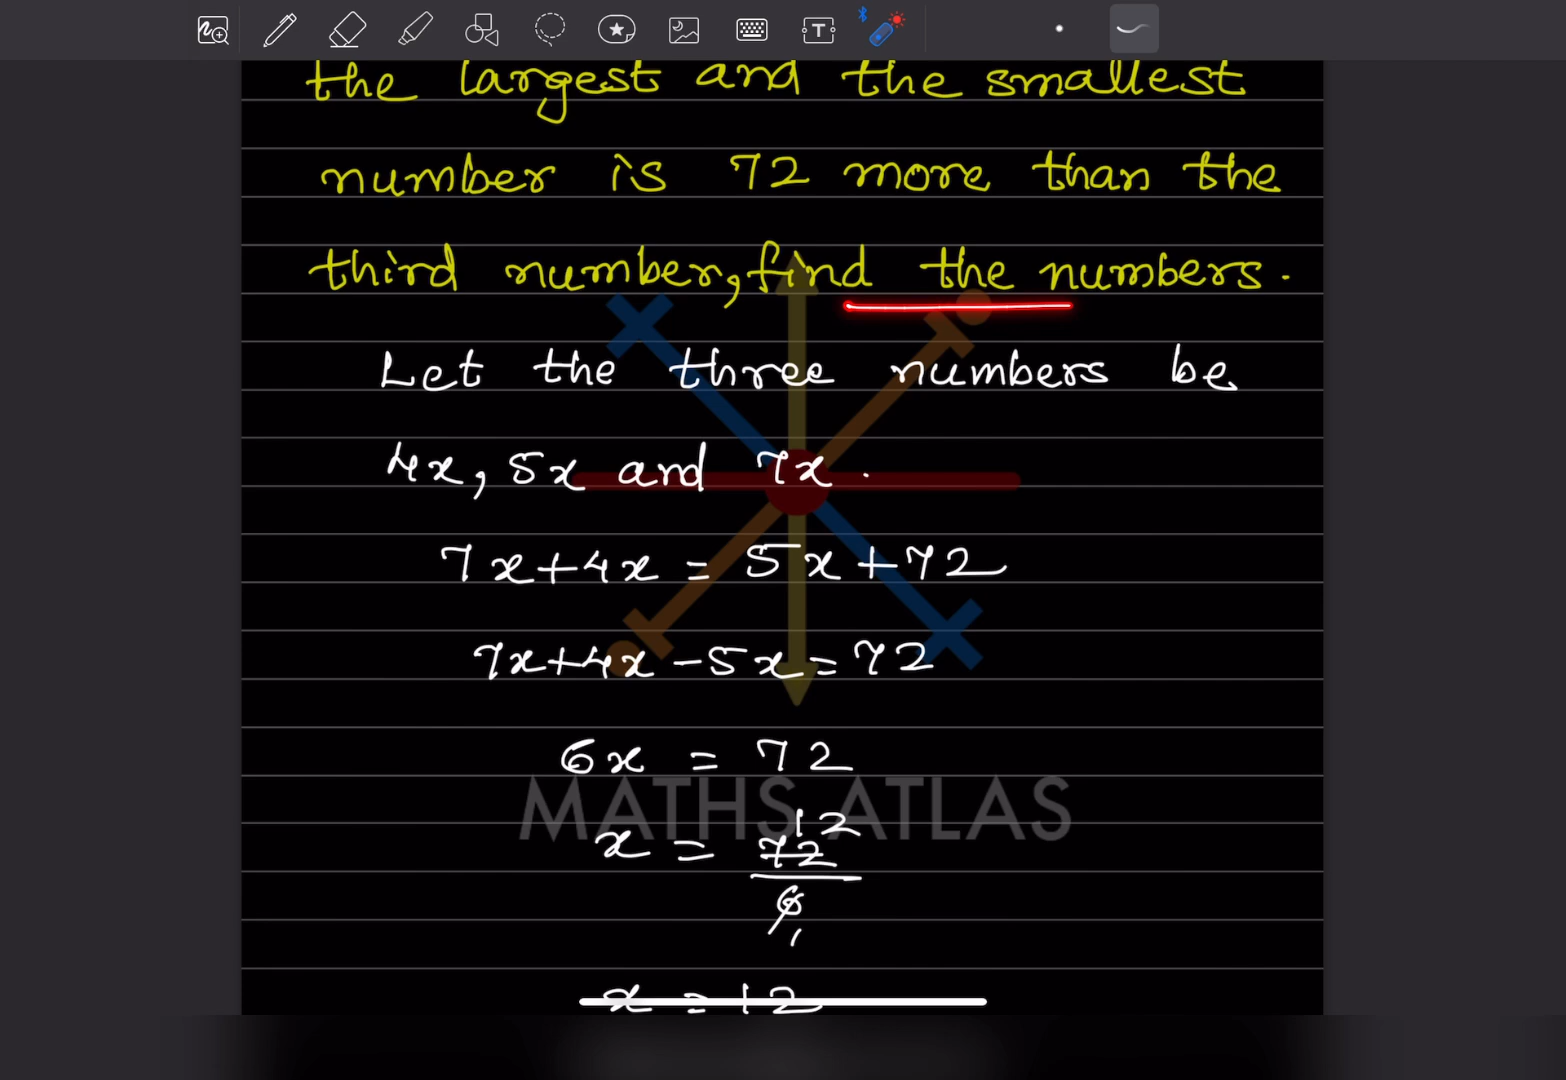 the largest and the smallest
number is 72 more than the
third number, find the numbers.
Let the three numbers be
4x, 5x and 7x.
7x+4x = 5x+72
7x+4x-5x=72
6x = 72
MATHS ATLAS
12
x = 72
6
1
x = 12